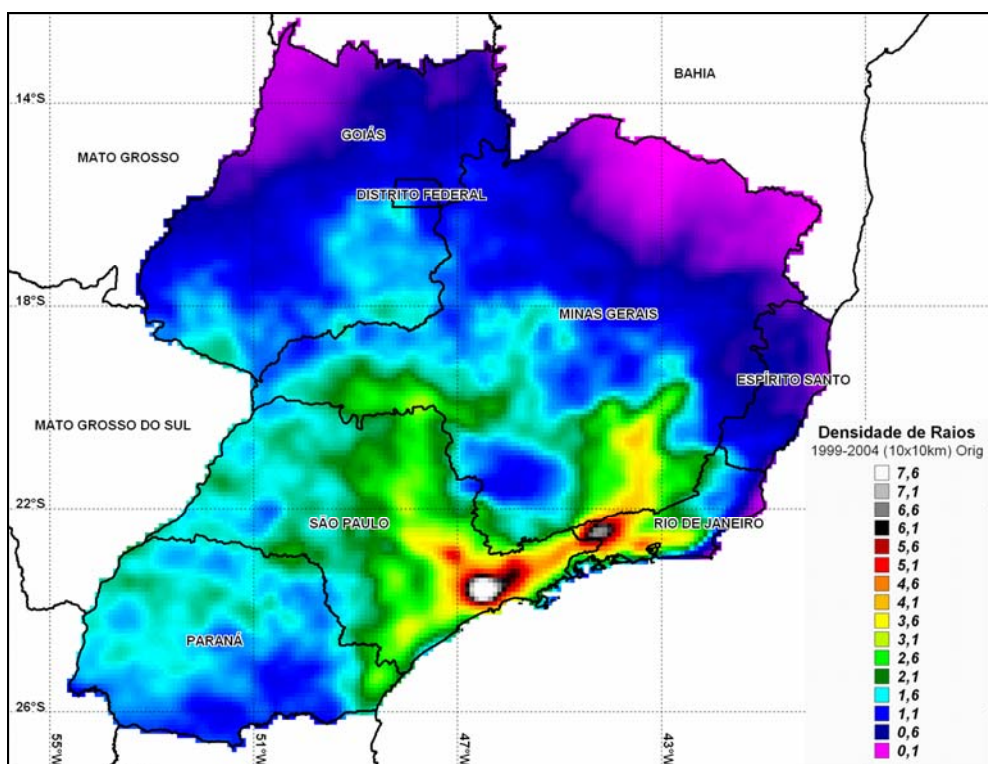 BAHIA
14°S
GOIÁS
MATO GROSSO
DISTRITO FEDERAL
18°S
MINAS GERAIS
ESPÍRITO SANTO
MATO GROSSO DO SUL
Densidade de Raios
1999-2004 (10x10km) Orig
7,6
7,1
6,6
6,1
5,6
5,1
4,6
4,1
3,6
3,1
2,6
2,1
1,6
1,1
0,6
0,1
22°S
SÃO PAULO
RIO DE JANEIRO
PARANÁ
26°S
55°W
51°W
47°W
43°W